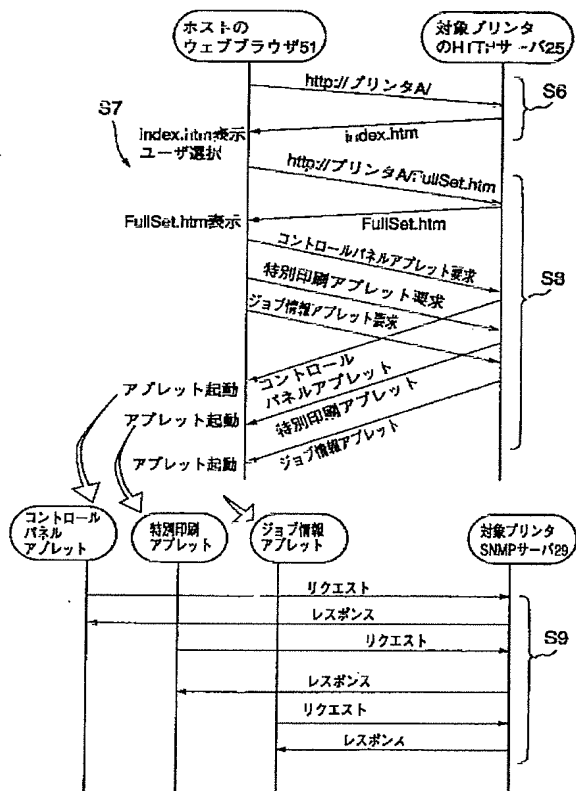 ホストの
ウェブブラウザ51
対象プリンタ
のHTTPサーバ25
http://プリンタA/
S6
S7
index.htm
Index.htm表示
ユーザ選択
http://プリンタA/FullSet.htm
FullSet.htm
FullSet.htm表示
コントロールパネルアプレット要求
特別印刷アプレット要求
S8
ジョブ情報アプレット要求
コントロール
パネルアプレット
アプレット起動
特別印刷アプレット
アプレット起動
ジョブ情報アプレット
アプレット起動
コントロール
パネル
アプレット
特別印刷
アプレット
ジョブ情報
アプレット
対象プリンタ
SNMPサーバ29
リクエスト
レスポンス
リクエスト
S9
レスポンス
リクエスト
レスポンス